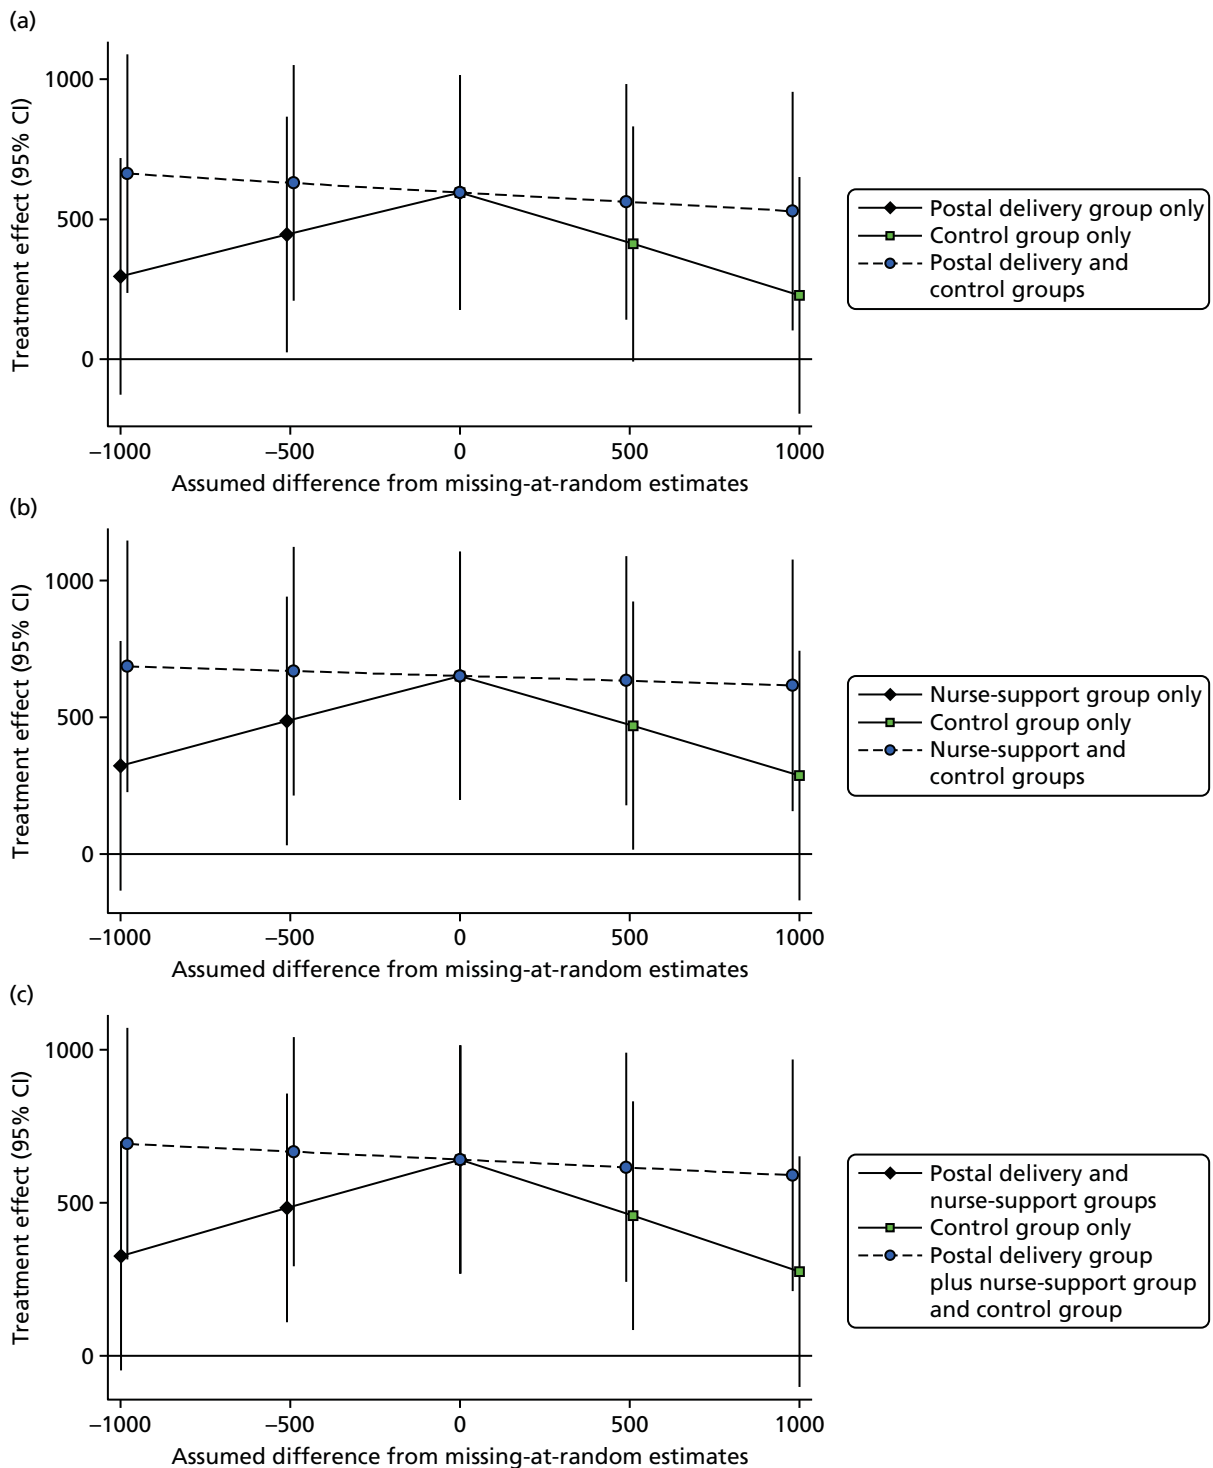 (a)
1000
500
0
Treatment effect (95% CI)
−1000
−500
0
500
1000
Assumed difference from missing-at-random estimates
Postal delivery group only
Control group only
Postal delivery and
control groups
(b)
1000
500
0
Treatment effect (95% CI)
−1000
−500
0
500
1000
Assumed difference from missing-at-random estimates
Nurse-support group only
Control group only
Nurse-support and
control groups
(c)
1000
500
0
Treatment effect (95% CI)
−1000
−500
0
500
1000
Assumed difference from missing-at-random estimates
Postal delivery and
nurse-support groups
Control group only
Postal delivery group
plus nurse-support group
and control group